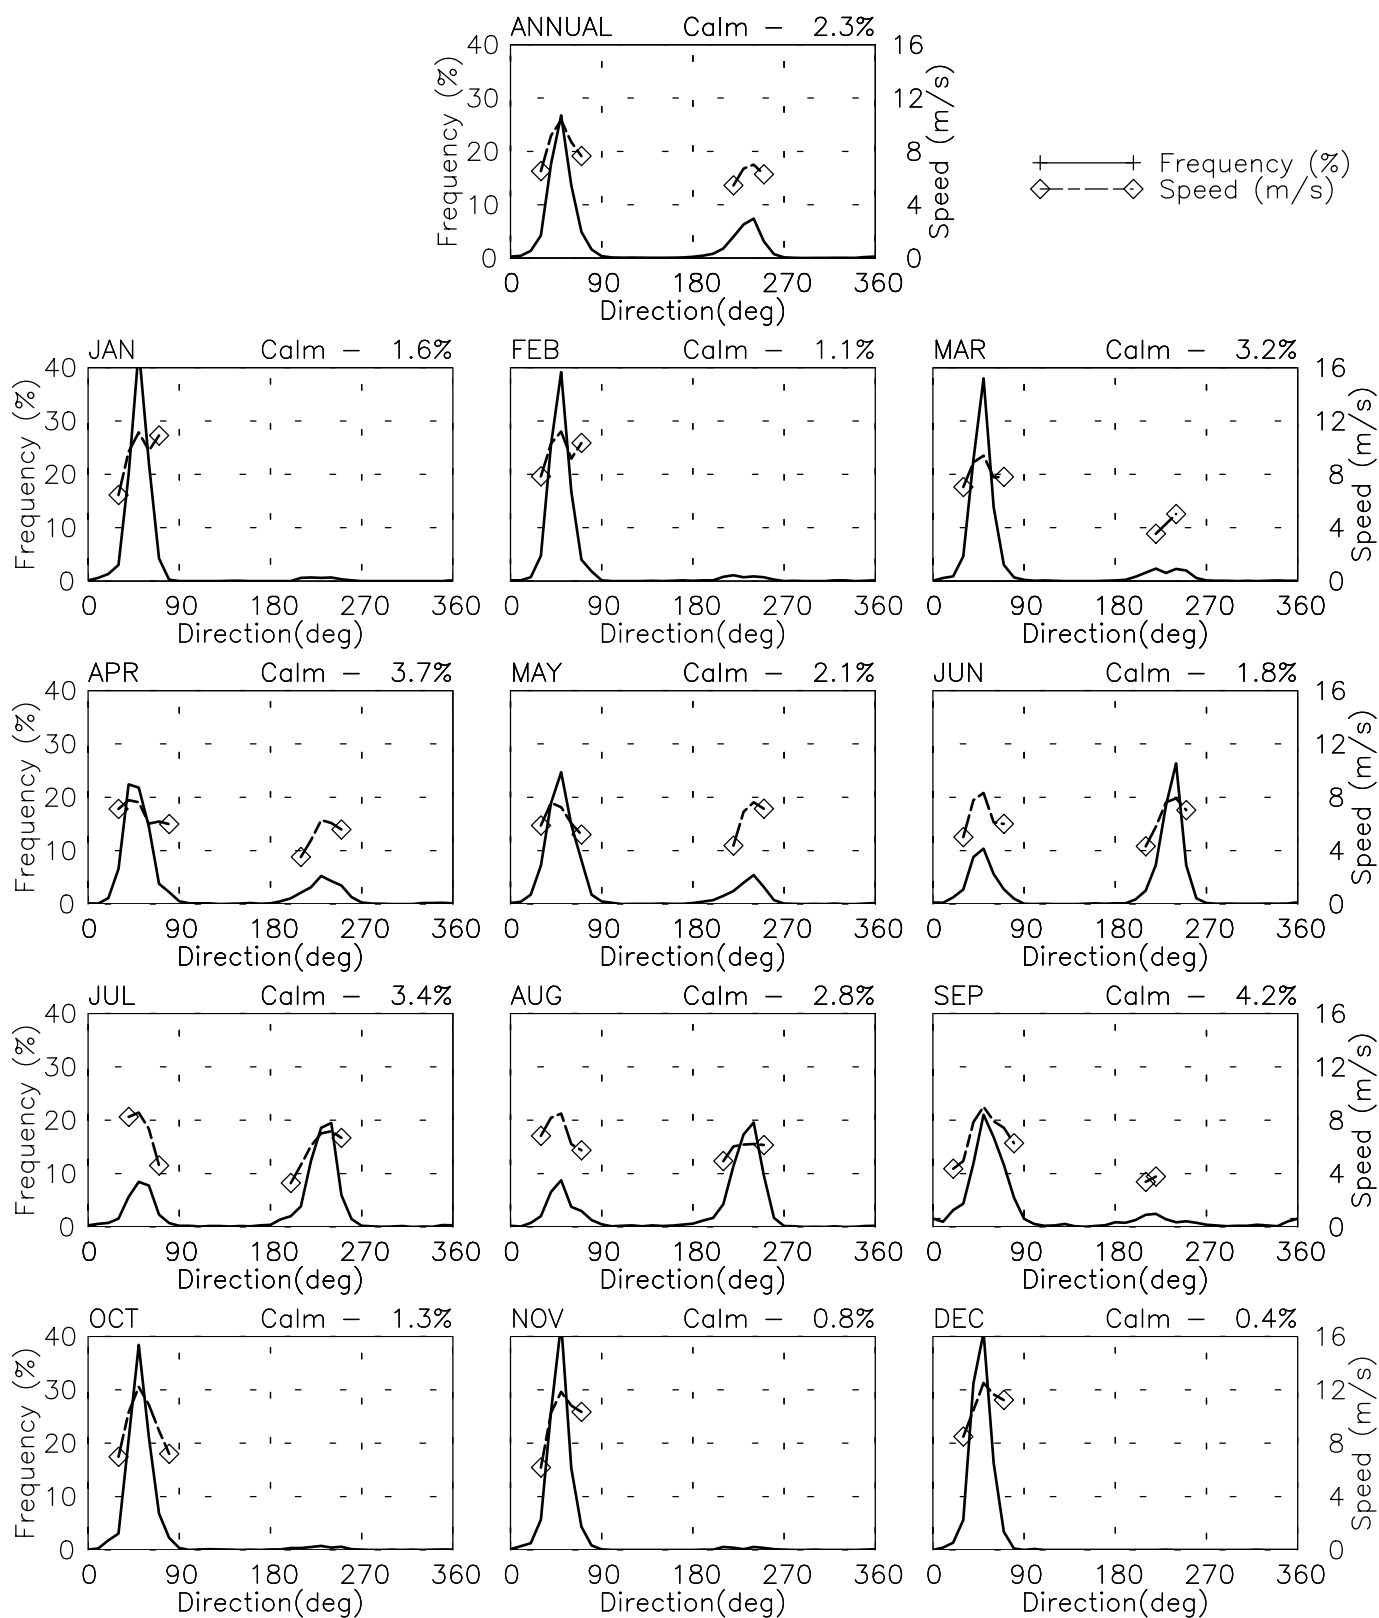 ANNUAL Calm – 2.3%
40 16
30 12
20 8
10 4
0 0
0 90 180 270 360
Frequency (%)
Speed (m/s)
Direction(deg)
Frequency (%)
Speed (m/s)
JAN Calm – 1.6% FEB Calm – 1.1% MAR Calm – 3.2%
40 16
30 12
20 8
10 4
0 0
0 90 180 270 360 0 90 180 270 360 0 90 180 270 360
Frequency (%)
Speed (m/s)
Direction(deg) Direction(deg) Direction(deg)
APR Calm – 3.7% MAY Calm – 2.1% JUN Calm – 1.8%
40 16
30 12
20 8
10 4
0 0
0 90 180 270 360 0 90 180 270 360 0 90 180 270 360
Frequency (%)
Speed (m/s)
Direction(deg) Direction(deg) Direction(deg)
JUL Calm – 3.4% AUG Calm – 2.8% SEP Calm – 4.2%
40 16
30 12
20 8
10 4
0 0
0 90 180 270 360 0 90 180 270 360 0 90 180 270 360
Frequency (%)
Speed (m/s)
Direction(deg) Direction(deg) Direction(deg)
OCT Calm – 1.3% NOV Calm – 0.8% DEC Calm – 0.4%
40 16
30 12
20 8
10 4
0 0
0 90 180 270 360 0 90 180 270 360 0 90 180 270 360
Frequency (%)
Speed (m/s)
Direction(deg) Direction(deg) Direction(deg)